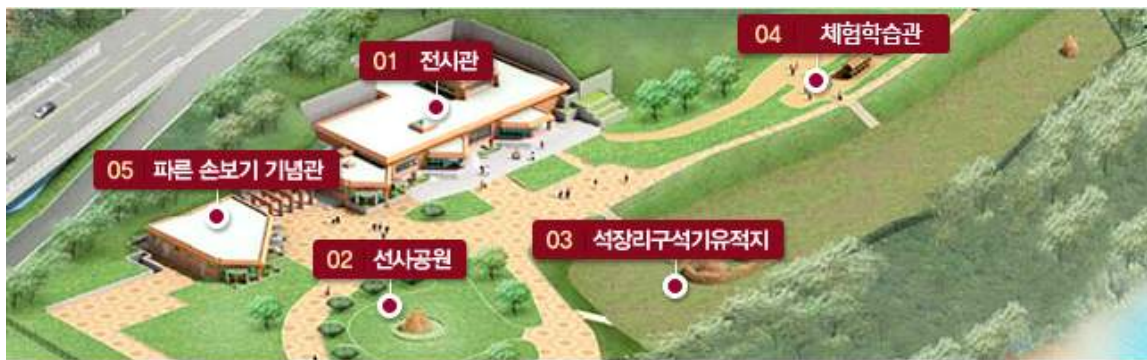 01 전시관
04 체험학습관
05 파른 손보기 기념관
03 석장리구석기유적지
02 선사공원